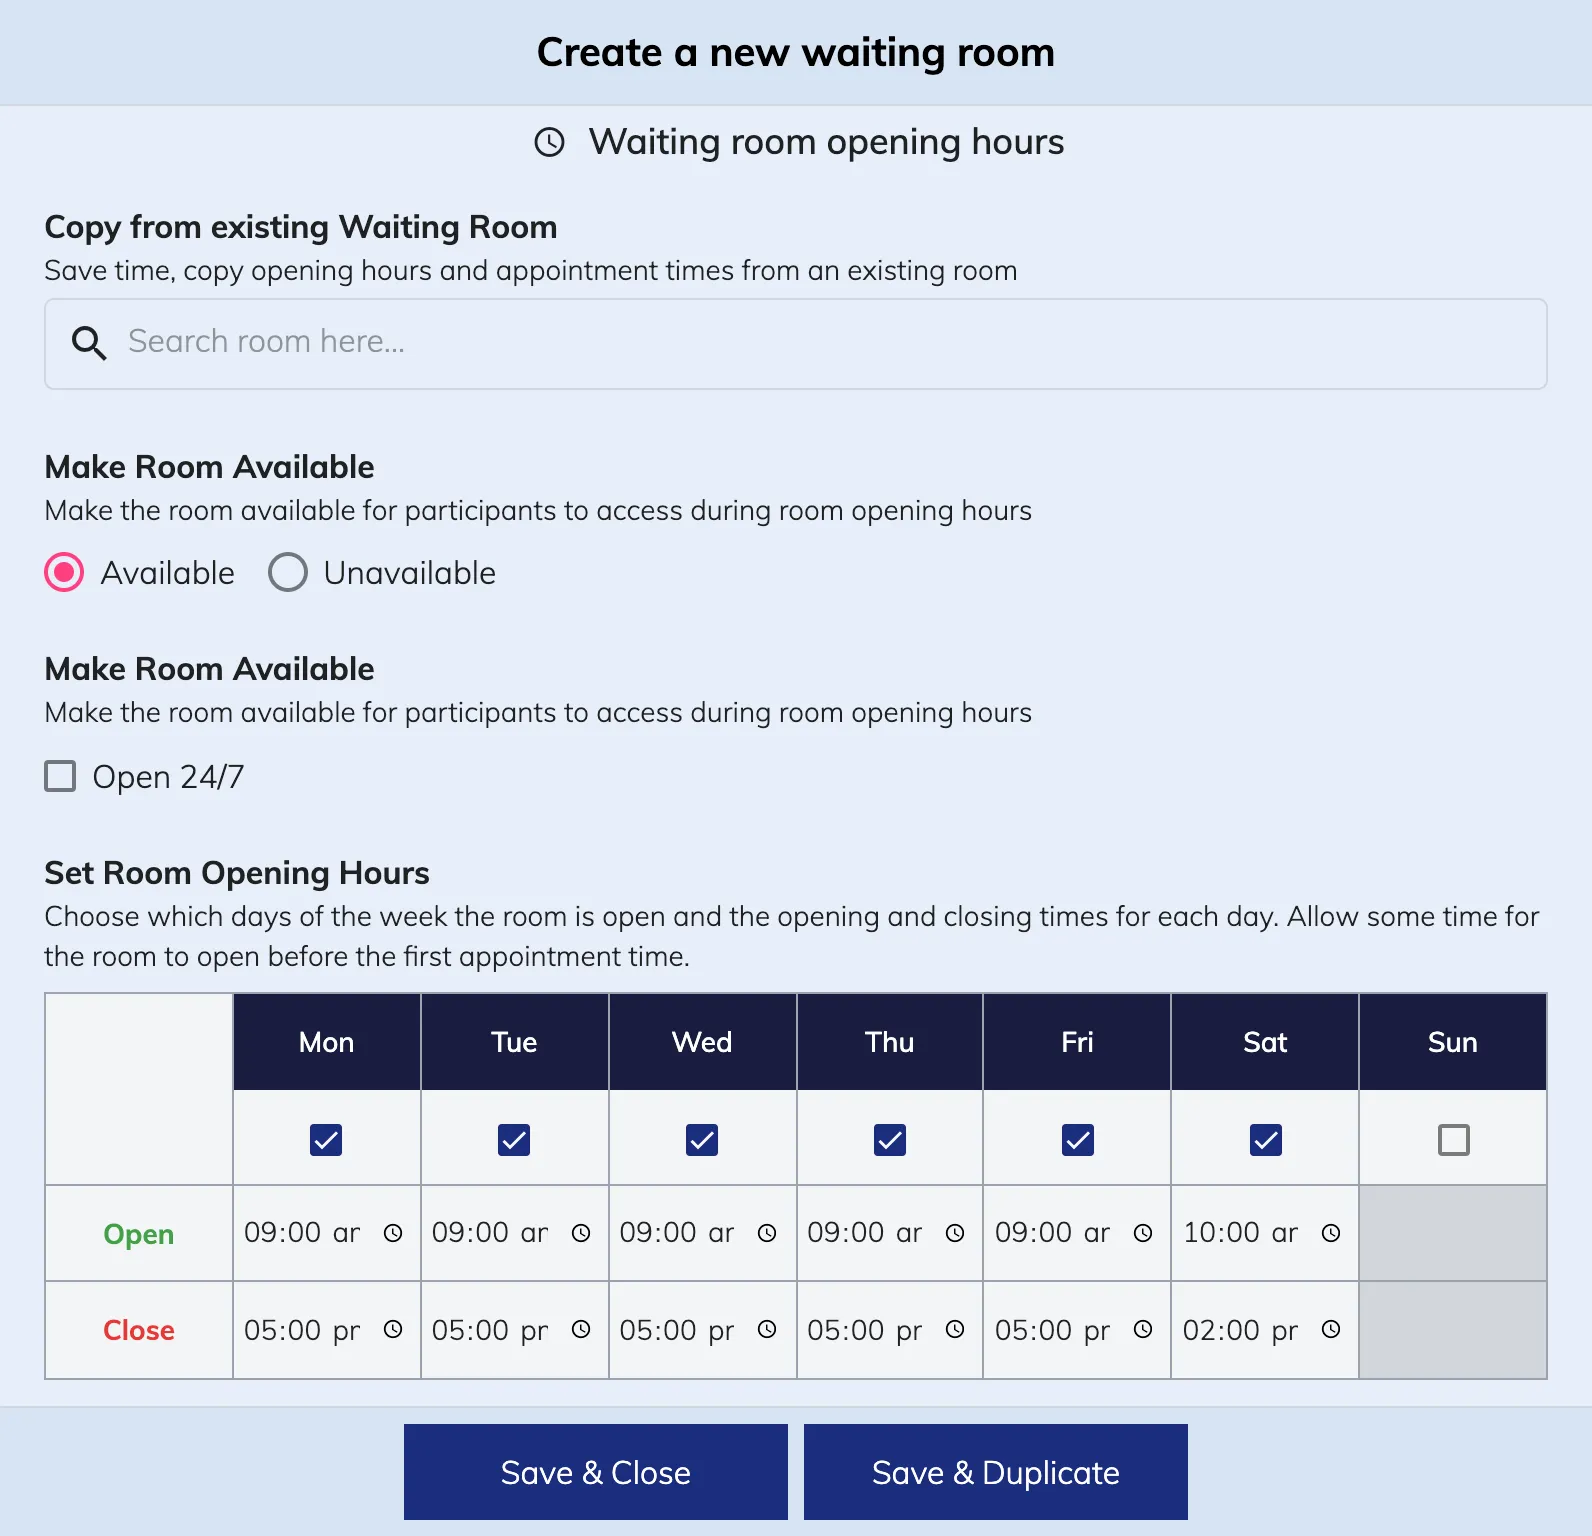 Create a new waiting room
Waiting room opening hours
Copy from existing Waiting Room
Save time, copy opening hours and appointment times from an existing room
Search room here...
Make Room Available
Make the room available for participants to access during room opening hours
Available Unavailable
Make Room Available
Make the room available for participants to access during room opening hours
Open 24/7
Set Room Opening Hours
Choose which days of the week the room is open and the opening and closing times for each day. Allow some time for
the room to open before the first appointment time.
Mon Tue Wed Thu Fri Sat Sun
Open 09:00 ar 09:00 ar 09:00 ar 09:00 ar 09:00 ar 10:00 ar
Close 05:00 pr 05:00 pr 05:00 pr 05:00 pr 05:00 pr 02:00 pr
Save & Close Save & Duplicate